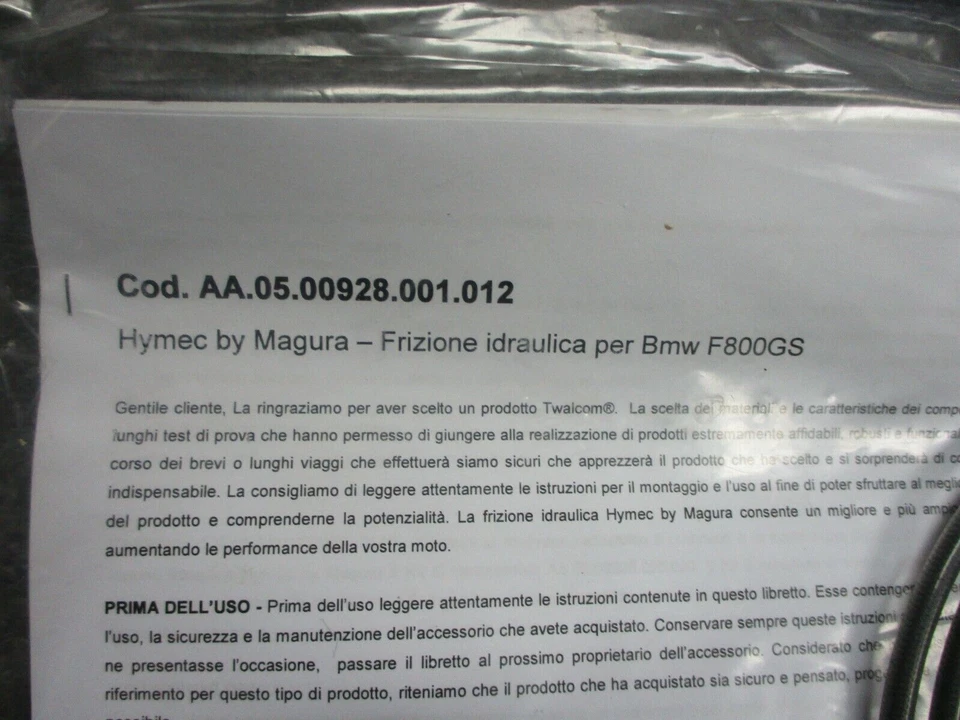 Cod. AA.05.00928.001.012
Hymec by Magura – Frizione idraulica per Bmw F800GS
Gentile cliente, La ringraziamo per aver scelto un prodotto Twalcom®. La scelta dei materiali e le caratteristiche dei
lunghi test di prova che hanno permesso di giungere alla realizzazione di prodotti estremamente affidabili, robusti e
corso dei brevi o lunghi viaggi che effettuerà siamo sicuri che apprezzerà il prodotto che ha scelto e si sorprenderà di
indispensabile. La consigliamo di leggere attentamente le istruzioni per il montaggio e l'uso al fine di poter sfruttare al
del prodotto e comprenderne la potenzialità. La frizione idraulica Hymec by Magura consente un migliore e più
aumentando le performance della vostra moto.
PRIMA DELL'USO - Prima dell'uso leggere attentamente le istruzioni contenute in questo libretto. Esse
l'uso, la sicurezza e la manutenzione dell'accessorio che avete acquistato. Conservare sempre queste istruzioni
ne presentasse l'occasione, passare il libretto al prossimo proprietario dell'accessorio. Considerato che
riferimento per questo tipo di prodotto, riteniamo che il prodotto che ha acquistato sia sicuro e pensato,